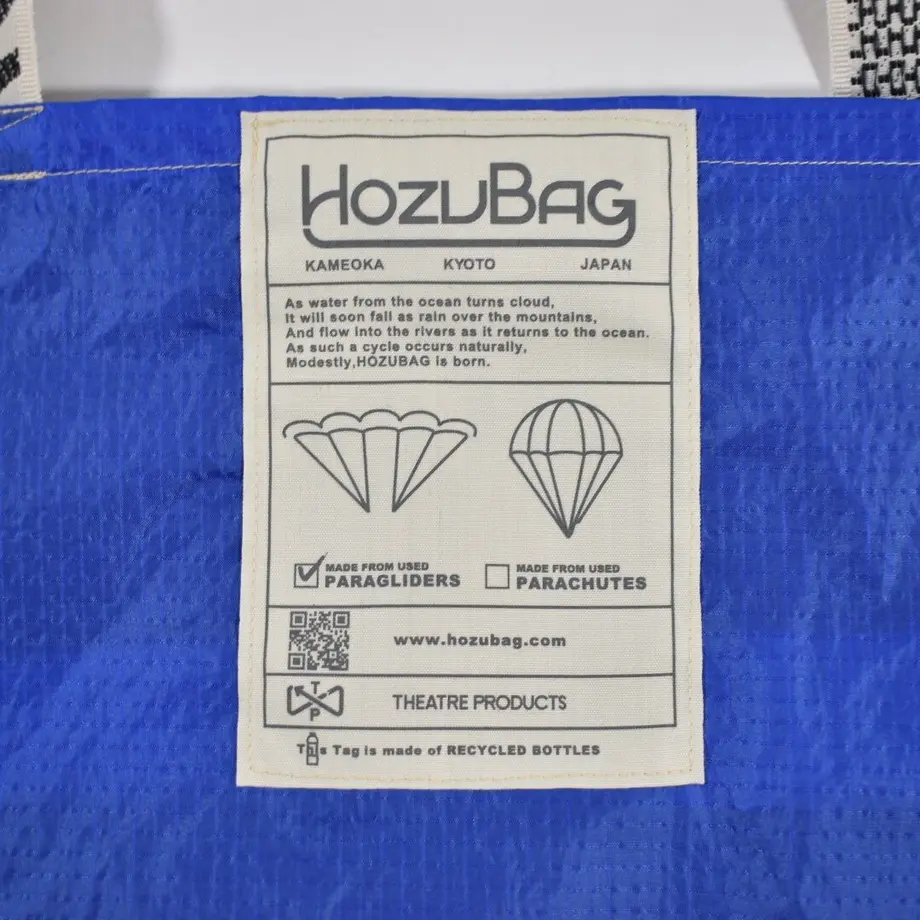 HOZUBAG
KAMEOKA KYOTO JAPAN
As water from the ocean turns cloud,
It will soon fall as rain over the mountains,
And flow into the rivers as it returns to the ocean.
As such a cycle occurs naturally,
Modestly,HOZUBAG is born.
MADE FROM USED
PARAGLIDERS
MADE FROM USED
PARACHUTES
www.hozubag.com
T
P
THEATRE PRODUCTS
This Tag is made of RECYCLED BOTTLES